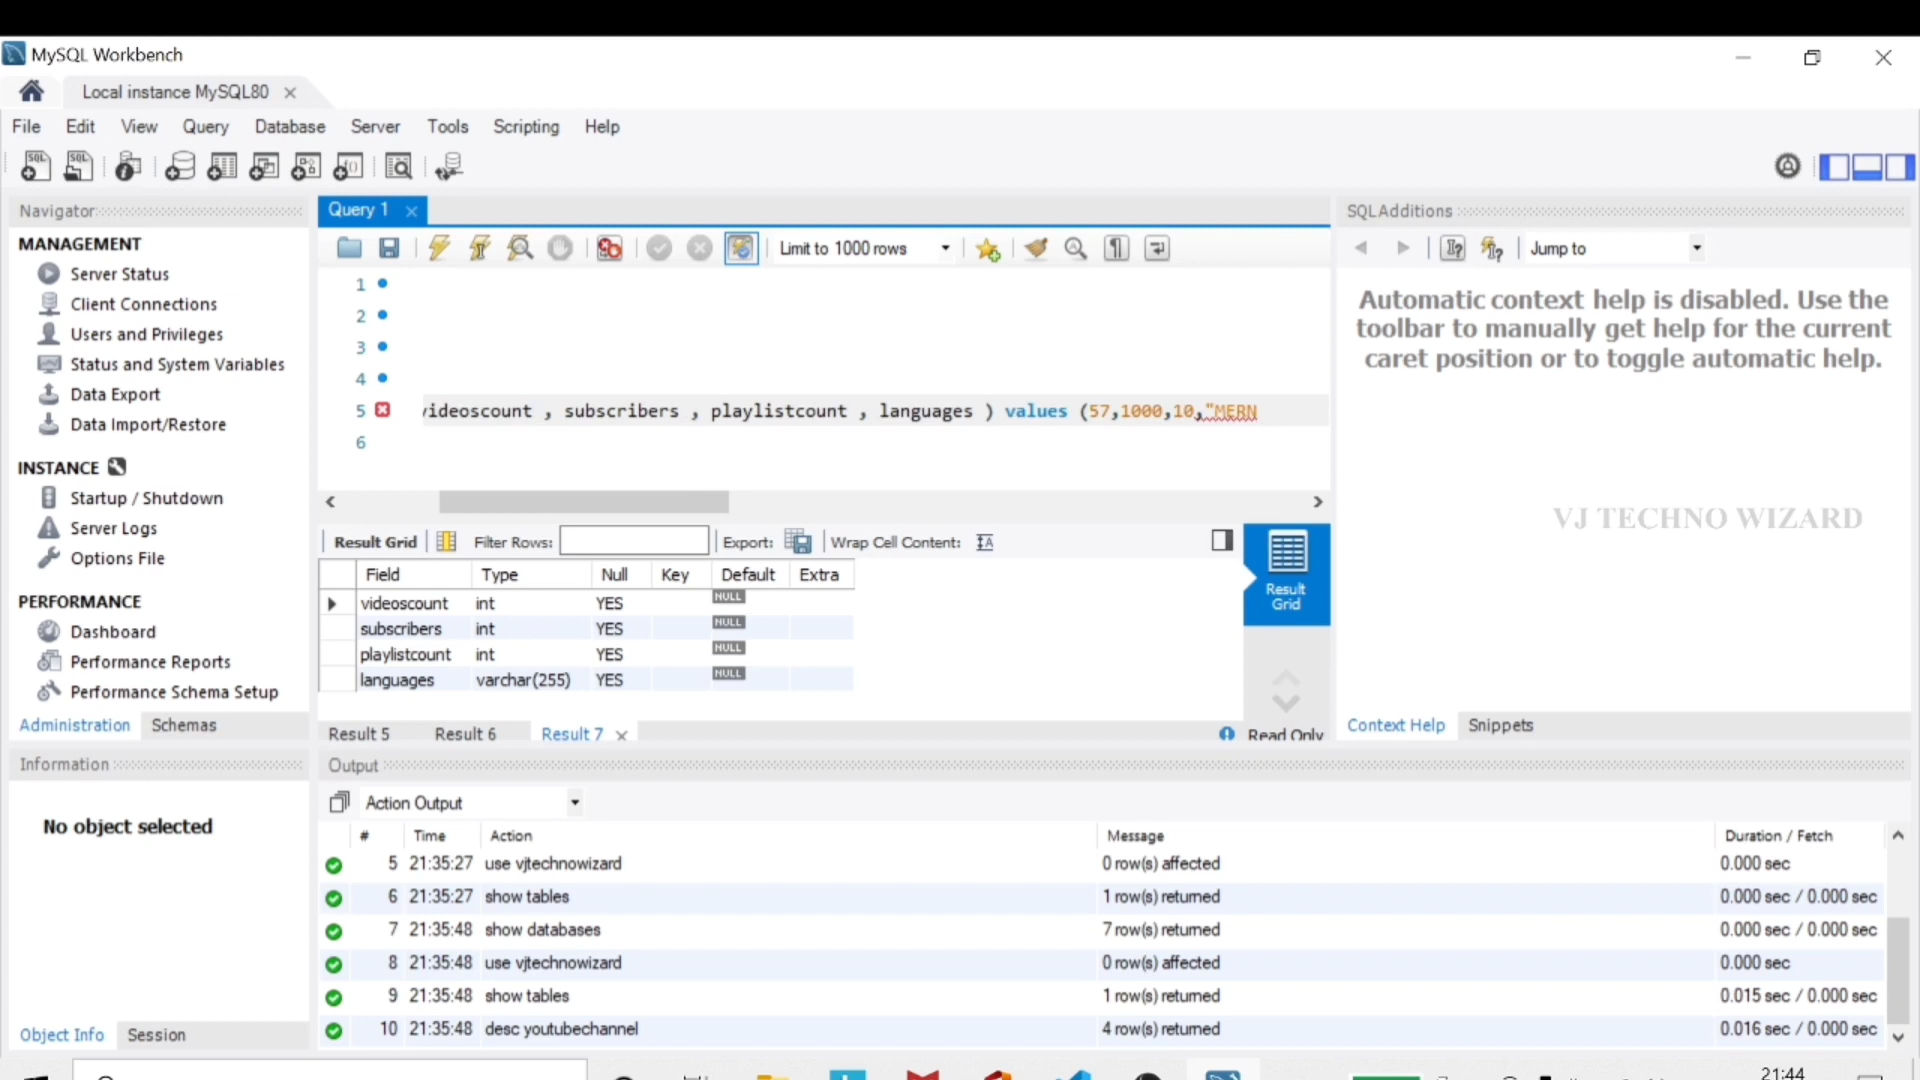 MySQL Workbench
Local instance MySQL80
File Edit View Query Database Server Tools Scripting Help
Navigator
MANAGEMENT
Server Status
Client Connections
Users and Privileges
Status and System Variables
Data Export
Data Import/Restore
INSTANCE
Startup / Shutdown
Server Logs
Options File
PERFORMANCE
Dashboard
Performance Reports
Performance Schema Setup
Administration Schemas
Information
No object selected
Object Info Session
Query 1
Limit to 1000 rows
1
2
3
4
5 videoscount , subscribers , playlistcount , languages ) values (57,1000,10,"MERN
6
Result Grid Filter Rows: Export: Wrap Cell Content:
Field Type Null Key Default Extra
videoscount int YES NULL
subscribers int YES NULL
playlistcount int YES NULL
languages varchar(255) YES NULL
Result Grid
Result 5 Result 6 Result 7 Read Only
SQLAdditions
Jump to
Automatic context help is disabled. Use the
toolbar to manually get help for the current
caret position or to toggle automatic help.
VJ TECHNO WIZARD
Context Help Snippets
Output
Action Output
# Time Action Message Duration / Fetch
5 21:35:27 use vjtechnowizard 0 row(s) affected 0.000 sec
6 21:35:27 show tables 1 row(s) returned 0.000 sec / 0.000 sec
7 21:35:48 show databases 7 row(s) returned 0.000 sec / 0.000 sec
8 21:35:48 use vjtechnowizard 0 row(s) affected 0.000 sec
9 21:35:48 show tables 1 row(s) returned 0.015 sec / 0.000 sec
10 21:35:48 desc youtubechannel 4 row(s) returned 0.016 sec / 0.000 sec
21:44